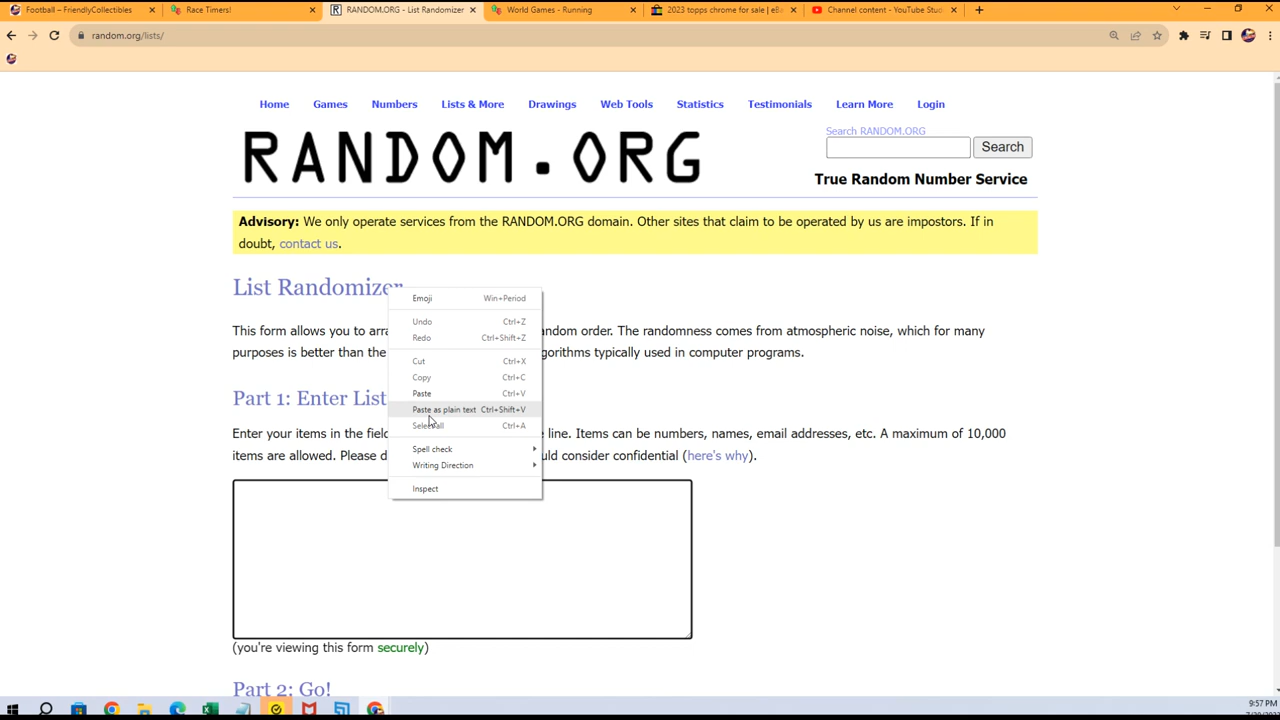 Football – FriendlyCollectibles
Race Timers!
RANDOM.ORG - List Randomizer
World Games - Running
2023 topps chrome for sale | eB
Channel content - YouTube Stu
random.org/lists/
Home Games Numbers Lists & More Drawings Web Tools Statistics Testimonials Learn More Login
RANDOM.ORG
Search RANDOM.ORG
Search
True Random Number Service
Advisory: We only operate services from the RANDOM.ORG domain. Other sites that claim to be operated by us are impostors. If in
doubt, contact us.
List Randomizer
This form allows you to arra
andom order. The randomness comes from atmospheric noise, which for many
purposes is better than the
gorithms typically used in computer programs.
Part 1: Enter List
Enter your items in the field
e line. Items can be numbers, names, email addresses, etc. A maximum of 10,000
items are allowed. Please d
ould consider confidential (here's why).
Emoji Win+Period
Undo Ctrl+Z
Redo Ctrl+Shift+Z
Cut Ctrl+X
Copy Ctrl+C
Paste Ctrl+V
Paste as plain text Ctrl+Shift+V
Select all Ctrl+A
Spell check
Writing Direction
Inspect
(you're viewing this form securely)
Part 2: Go!
9:57 PM